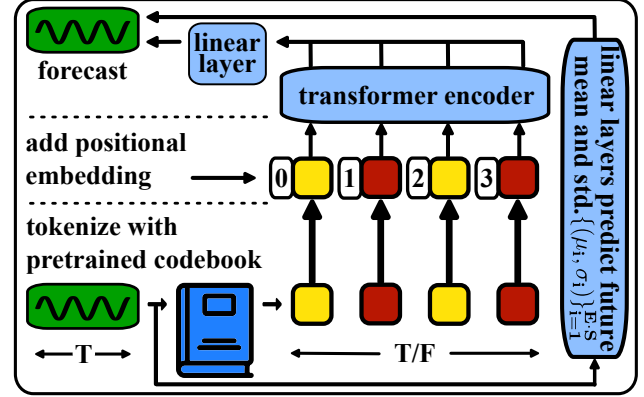 forecast
linear
layer
transformer encoder
add positional
embedding
0 1 2 3
tokenize with
pretrained codebook
T
T/F
linear layers predict future
mean and std. {(μᵢ, σᵢ)}ᵢ₌₁ᴱ·ˢ